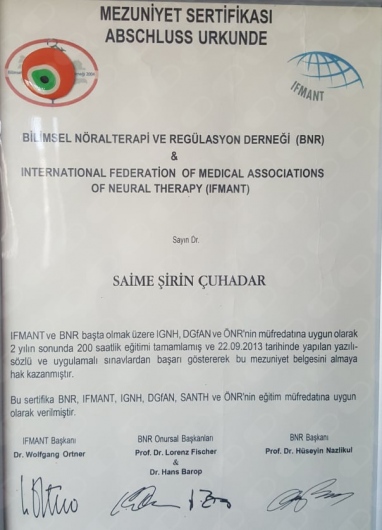 MEZUNİYET SERTİFİKASI
ABSCHLUSS URKUNDE
IFMANT
BİLİMSEL NÖRALTERAPİ VE REGÜLASYON DERNEĞİ (BNR)
&
INTERNATIONAL FEDERATION OF MEDICAL ASSOCIATIONS
OF NEURAL THERAPY (IFMANT)
Sayın Dr.
SAİME ŞİRİN ÇUHADAR
IFMANT ve BNR başta olmak üzere IGNH, DGfAN ve ÖNR'nin müfredatına uygun olarak
2 yılın sonunda 200 saatlik eğitimi tamamlamış ve 22.09.2013 tarihinde yapılan yazılı-
sözlü ve uygulamalı sınavlardan başarı göstererek bu mezuniyet belgesini almaya
hak kazanmıştır.
Bu sertifika BNR, IFMANT, IGNH, DGfAN, SANTH ve ÖNR'nin eğitim müfredatına uygun
olarak verilmiştir.
IFMANT Başkanı
Dr. Wolfgang Ortner
BNR Onursal Başkanları
Prof. Dr. Lorenz Fischer
&
Dr. Hans Barop
BNR Başkanı
Prof. Dr. Hüseyin Nazlıkul